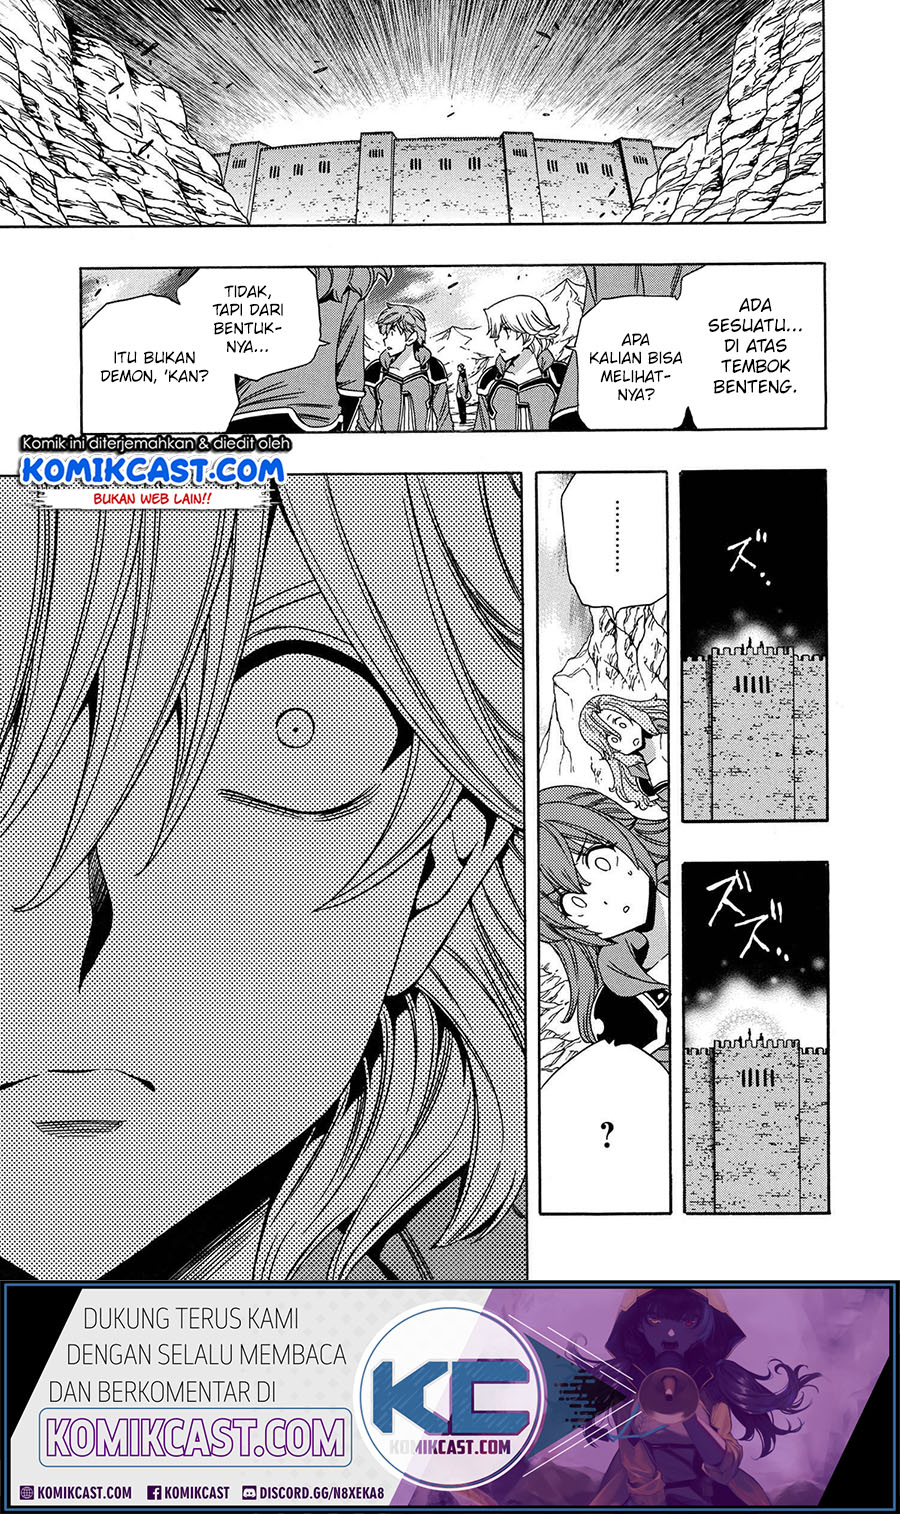 ADA
SESUATU...
DI ATAS
TEMBOK
BENTENG.
APA
KALIAN BISA
MELIHAT-
NYA?
TIDAK,
TAPI DARI
BENTUK-
NYA...
ITU BUKAN
DEMON, 'KAN?
Komik ini diterjemahkan & diedit oleh
KOMIKCAST.COM
BUKAN WEB LAIN!!
ズ..
..........
ズズ..
?
DUKUNG TERUS KAMI
DENGAN SELALU MEMBACA
DAN BERKOMENTAR DI
KOMIKCAST.COM
KC
KOMIKCAST.COM
KOMIKCAST.COM
KOMIKCAST
DISCORD.GG/N8XEKA8